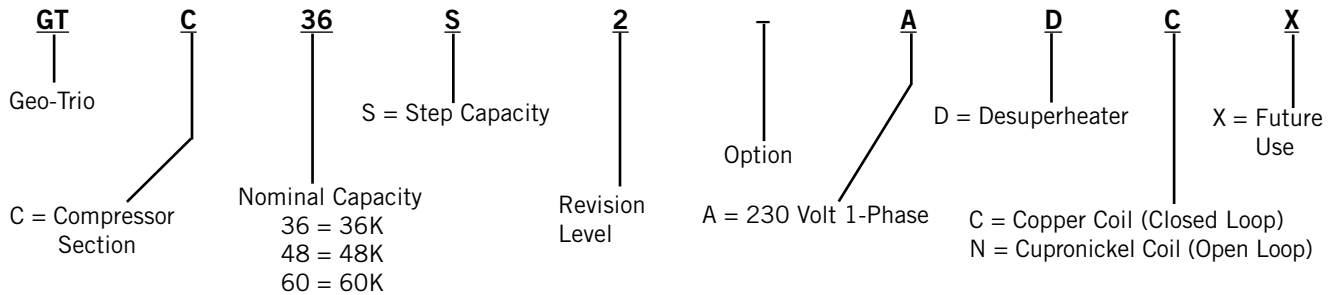 GT C 36 S 2 - A D C X
Geo-Trio
S = Step Capacity
D = Desuperheater
X = Future
Use
Option
C = Compressor
Section
Nominal Capacity
36 = 36K
48 = 48K
60 = 60K
Revision
Level
A = 230 Volt 1-Phase
C = Copper Coil (Closed Loop)
N = Cupronickel Coil (Open Loop)